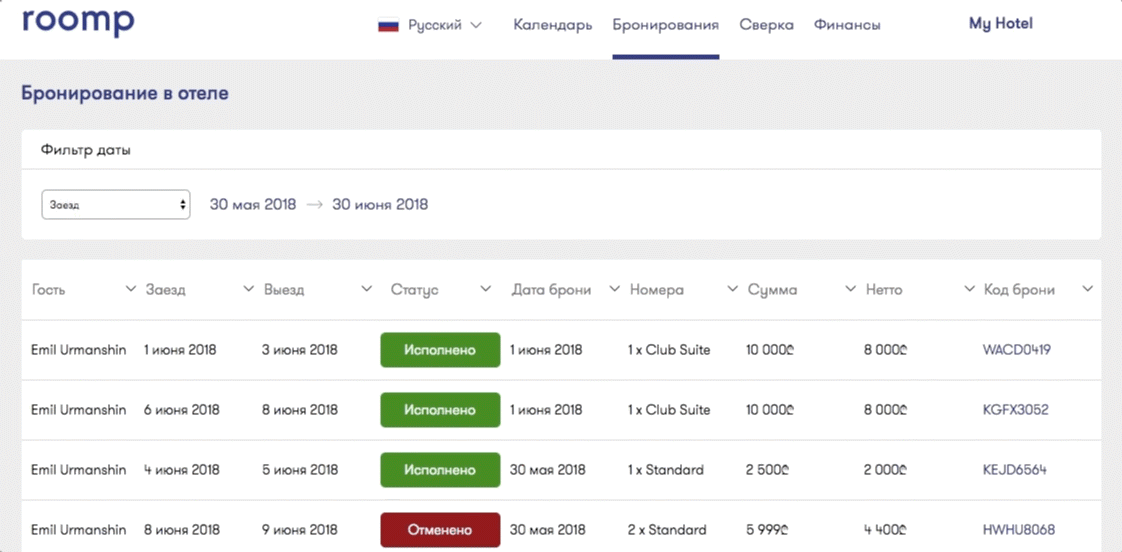 roomp Русский Календарь Бронирования Сверка Финансы My Hotel
Бронирование в отеле
Фильтр даты
Заезд 30 мая 2018 → 30 июня 2018
Гость Заезд Выезд Статус Дата брони Номера Сумма Нетто Код брони
Emil Urmanshin 1 июня 2018 3 июня 2018 Исполнено 1 июня 2018 1 x Club Suite 10 000₾ 8 000₾ WACD0419
Emil Urmanshin 6 июня 2018 8 июня 2018 Исполнено 1 июня 2018 1 x Club Suite 10 000₾ 8 000₾ KGFX3052
Emil Urmanshin 4 июня 2018 5 июня 2018 Исполнено 30 мая 2018 1 x Standard 2 500₾ 2 000₾ KEJD6564
Emil Urmanshin 8 июня 2018 9 июня 2018 Отменено 30 мая 2018 2 x Standard 5 999₾ 4 400₾ HWHU8068